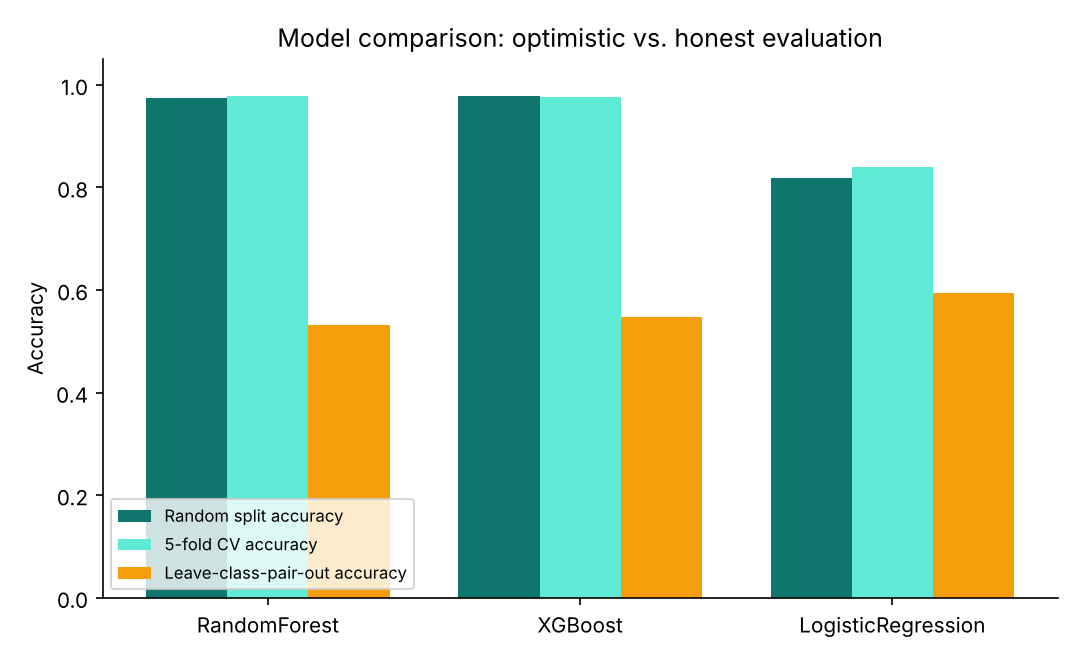 Model comparison: optimistic vs. honest evaluation
Accuracy
1.0
0.8
0.6
0.4
0.2
0.0
Random split accuracy
5-fold CV accuracy
Leave-class-pair-out accuracy
RandomForest
XGBoost
LogisticRegression